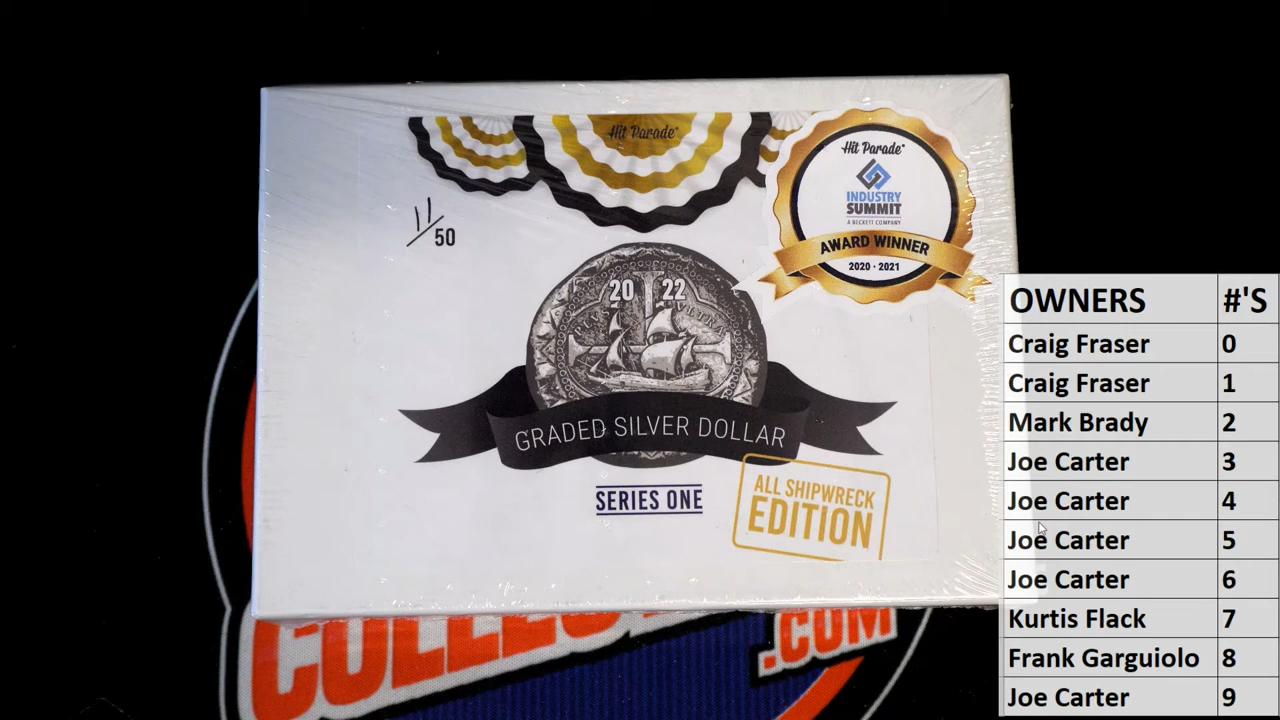 Hit Parade®
Hit Parade®
INDUSTRY
SUMMIT
A BECKETT COMPANY
AWARD WINNER
2020 · 2021
11/50
20 22
GRADED SILVER DOLLAR
SERIES ONE
ALL SHIPWRECK
EDITION
.COM
OWNERS #'S
Craig Fraser 0
Craig Fraser 1
Mark Brady 2
Joe Carter 3
Joe Carter 4
Joe Carter 5
Joe Carter 6
Kurtis Flack 7
Frank Garguiolo 8
Joe Carter 9